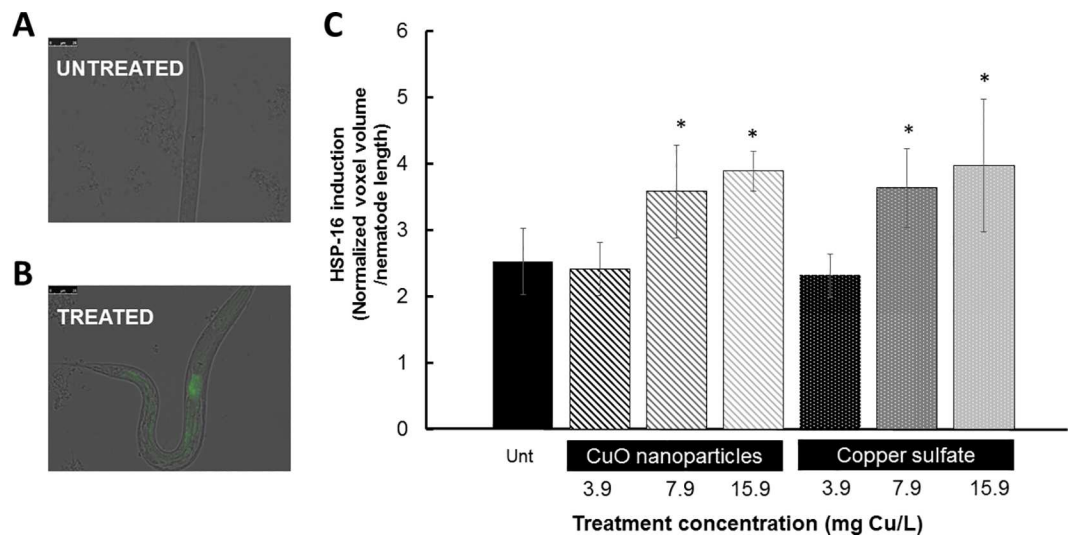 A
UNTREATED
B
TREATED
C
HSP-16 induction
(Normalized voxel volume
/nematode length)
6
5
4
3
2
1
0
*
*
*
*
Unt
CuO nanoparticles
Copper sulfate
3.9
7.9
15.9
3.9
7.9
15.9
Treatment concentration (mg Cu/L)